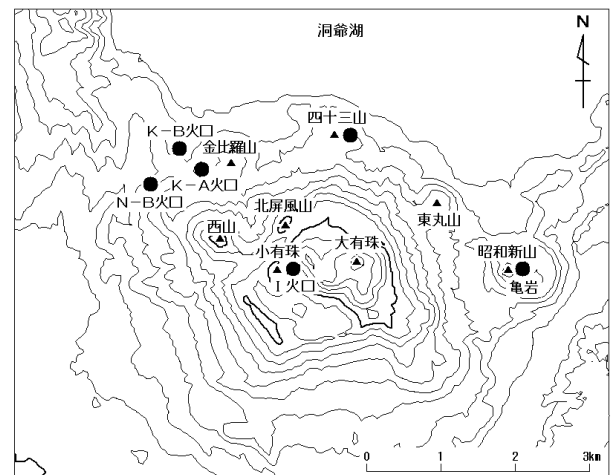 洞爺湖
N
四十三山
K－B火口
金比羅山
K－A火口
N－B火口
北屏風山
東丸山
西山
小有珠
大有珠
昭和新山
I火口
亀岩
0 1 2 3km